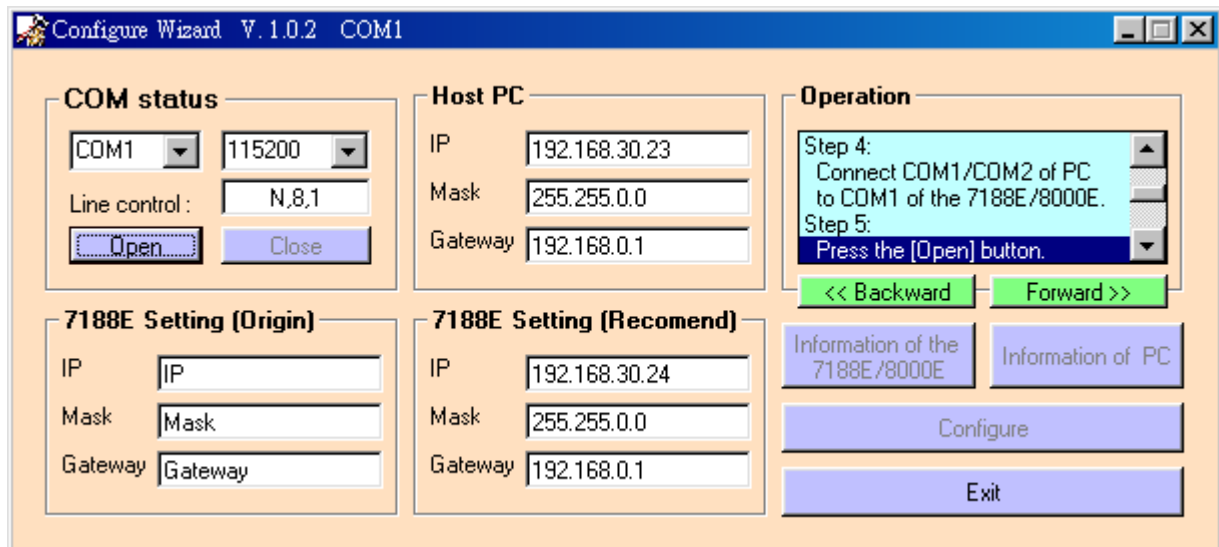 Configure Wizard V. 1.0.2 COM1
COM status
COM1 115200
Line control : N,8,1
Open Close
Host PC
IP 192.168.30.23
Mask 255.255.0.0
Gateway 192.168.0.1
Operation
Step 4:
Connect COM1/COM2 of PC
to COM1 of the 7188E/8000E.
Step 5:
Press the [Open] button.
<< Backward Forward >>
7188E Setting (Origin)
IP IP
Mask Mask
Gateway Gateway
7188E Setting (Recomend)
IP 192.168.30.24
Mask 255.255.0.0
Gateway 192.168.0.1
Information of the
7188E/8000E
Information of PC
Configure
Exit